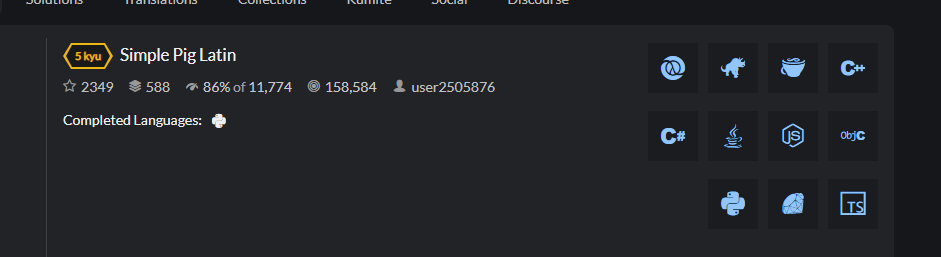 Solutions Translations Collections Kumite Social Discourse
5 kyu Simple Pig Latin
2349 588 86% of 11,774 158,584 user2505876
Completed Languages:
C++
C# JS ObjC
TS